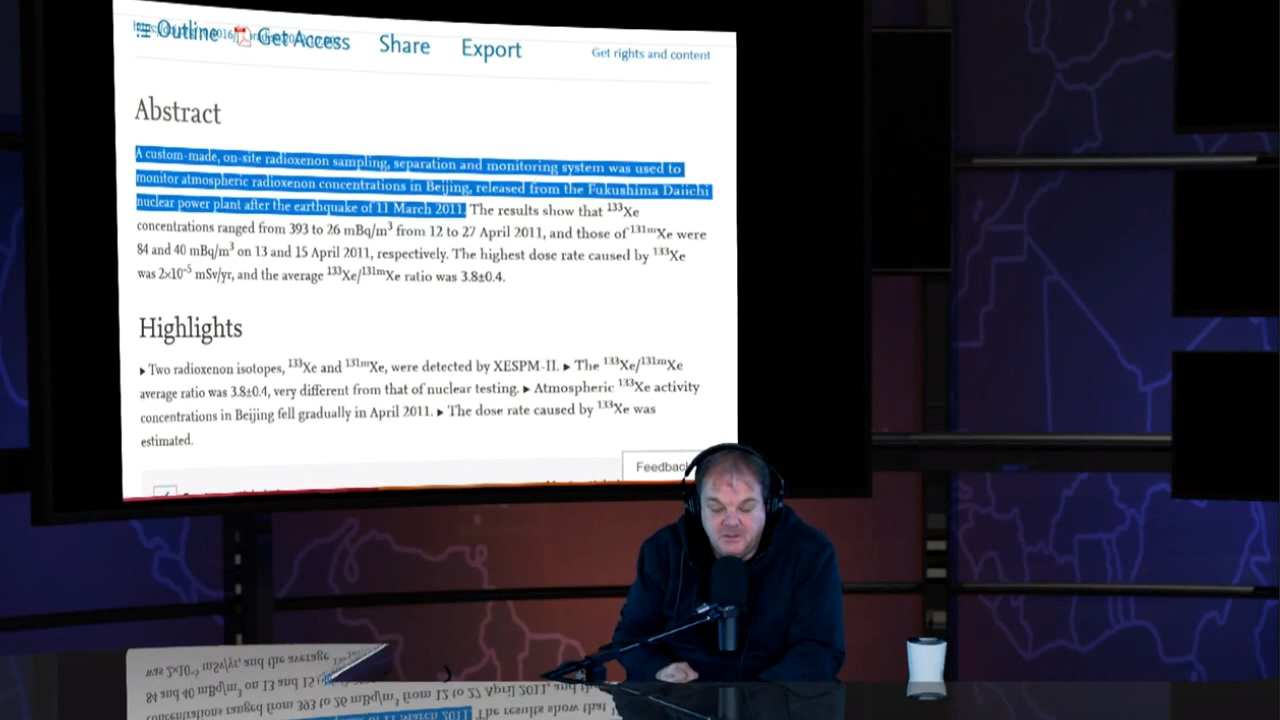 Outline
Get Access
Share
Export
Get rights and content
Abstract
A custom-made, on-site radioxenon sampling, separation and monitoring system was used to
monitor atmospheric radioxenon concentrations in Beijing, released from the Fukushima Daiichi
nuclear power plant after the earthquake of 11 March 2011. The results show that ¹³³Xe
concentrations ranged from 393 to 26 mBq/m³ from 12 to 27 April 2011, and those of ¹³¹ᵐXe were
84 and 40 mBq/m³ on 13 and 15 April 2011, respectively. The highest dose rate caused by ¹³³Xe
was 2×10⁻⁵ mSv/yr, and the average ¹³³Xe/¹³¹ᵐXe ratio was 3.8±0.4.
Highlights
▸ Two radioxenon isotopes, ¹³³Xe and ¹³¹ᵐXe, were detected by XESPM-II. ▸ The ¹³³Xe/¹³¹ᵐXe
average ratio was 3.8±0.4, very different from that of nuclear testing. ▸ Atmospheric ¹³³Xe activity
concentrations in Beijing fell gradually in April 2011. ▸ The dose rate caused by ¹³³Xe was
estimated.